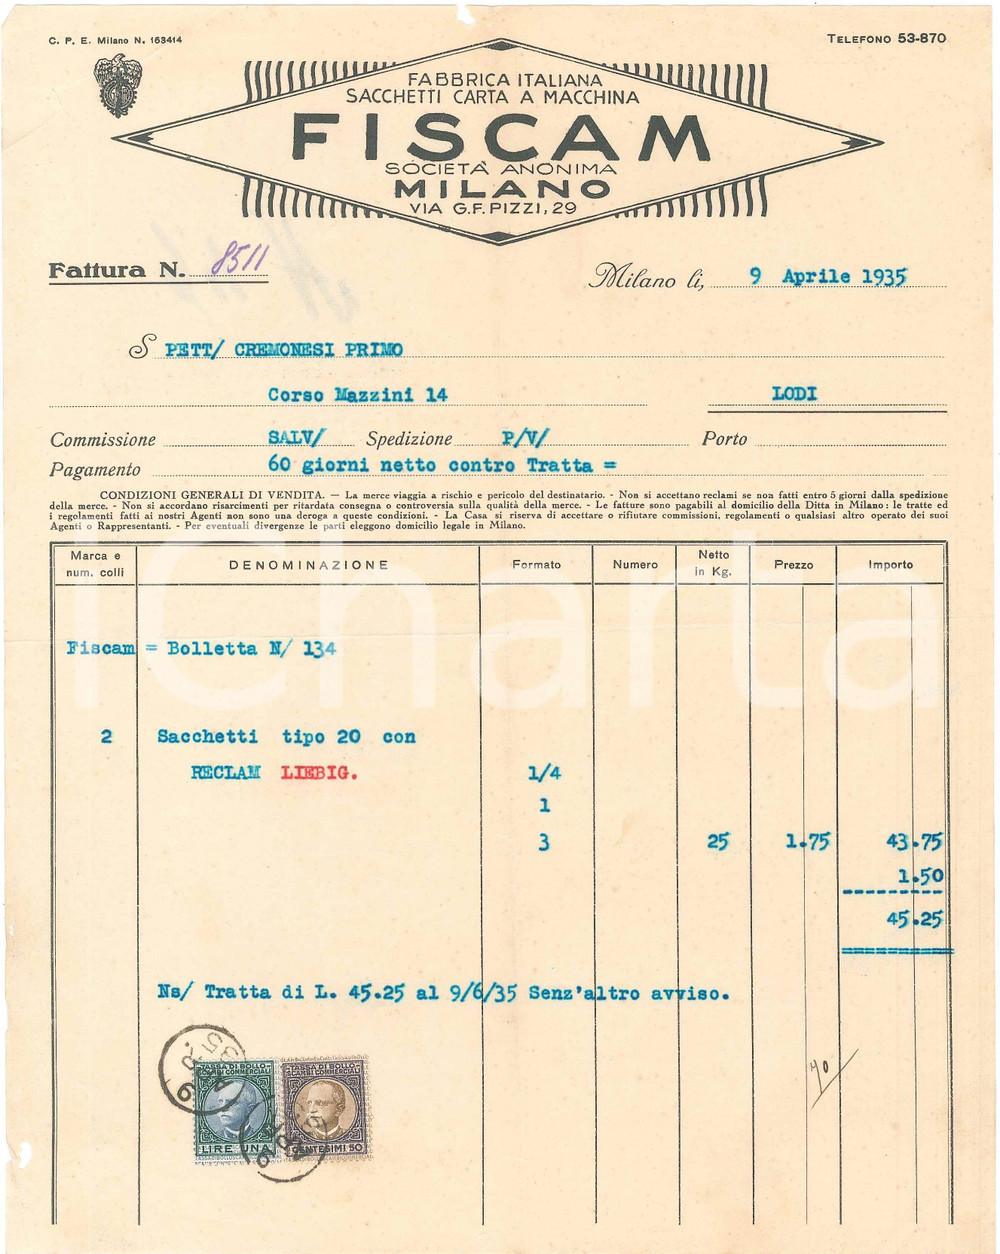 C. P. E. Milano N. 163414
TELEFONO 53-870
FABBRICA ITALIANA
SACCHETTI CARTA A MACCHINA
FISCAM
SOCIETÀ ANONIMA
MILANO
VIA G.F. PIZZI, 29
Fattura N. 8511
Milano li, 9 Aprile 1935
S PETT/ CREMONESI PRIMO
Corso Mazzini 14 LODI
Commissione SALV/ Spedizione P/V/ Porto
Pagamento 60 giorni netto contro Tratta =
CONDIZIONI GENERALI DI VENDITA. — La merce viaggia a rischio e pericolo del destinatario. - Non si accettano reclami se non fatti entro 5 giorni dalla spedizione
della merce. - Non si accordano risarcimenti per ritardata consegna o controversia sulla qualità della merce. - Le fatture sono pagabili al domicilio della Ditta in Milano: le tratte ed
i regolamenti fatti ai nostri Agenti non sono una deroga a queste condizioni. - La Casa si riserva di accettare o rifiutare commissioni, regolamenti o qualsiasi altro operato dei suoi
Agenti o Rappresentanti. - Per eventuali divergenze le parti eleggono domicilio legale in Milano.
Marca e num. colli DENOMINAZIONE Formato Numero Netto in Kg. Prezzo Importo
Fiscam = Bolletta N/ 134
2 Sacchetti tipo 20 con
RECLAM LIEBIG. 1/4
1
3 25 1.75 43.75
1.50
45.25
Ns/ Tratta di L. 45.25 al 9/6/35 Senz'altro avviso.
40
TASSA DI BOLLO
SCAMBI COMMERCIALI
LIRE UNA
TASSA DI BOLLO
SCAMBI COMMERCIALI
CENTESIMI 50
iCharta